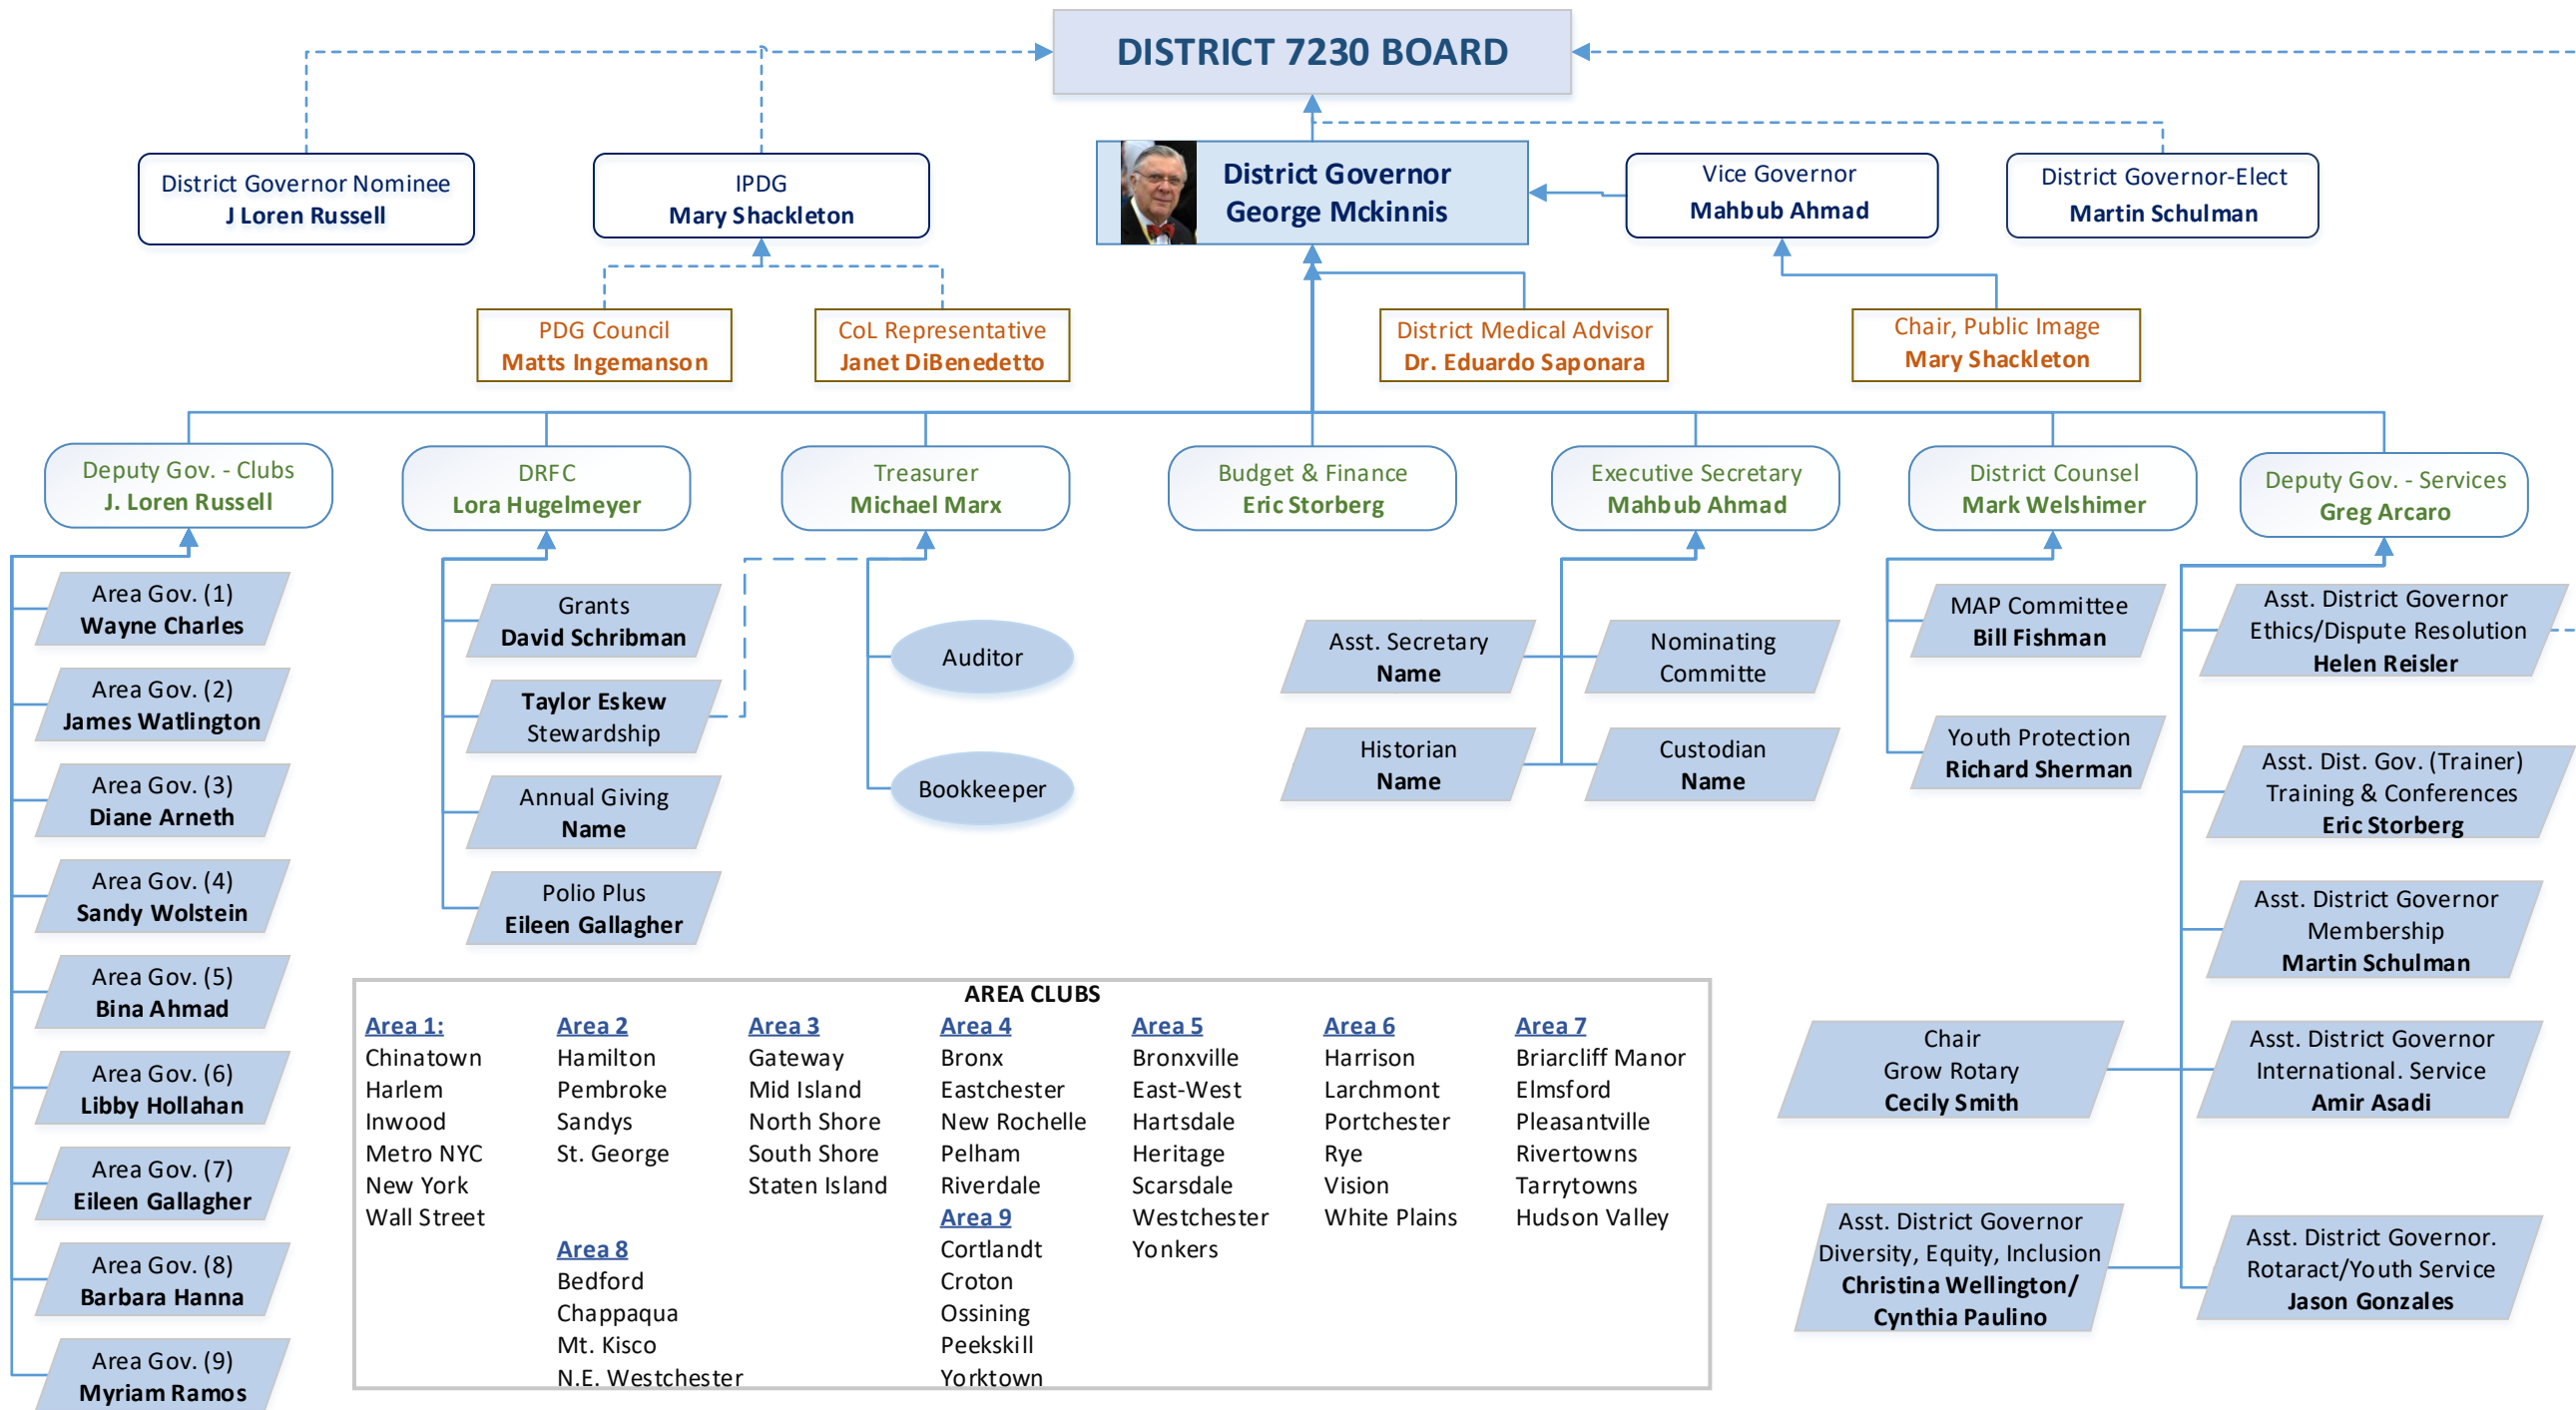 DISTRICT 7230 BOARD
District Governor Nominee
J Loren Russell
IPDG
Mary Shackleton
District Governor
George Mckinnis
Vice Governor
Mahbub Ahmad
District Governor-Elect
Martin Schulman
PDG Council
Matts Ingemanson
CoL Representative
Janet DiBenedetto
District Medical Advisor
Dr. Eduardo Saponara
Chair, Public Image
Mary Shackleton
Deputy Gov. - Clubs
J. Loren Russell
DRFC
Lora Hugelmeyer
Treasurer
Michael Marx
Budget & Finance
Eric Storberg
Executive Secretary
Mahbub Ahmad
District Counsel
Mark Welshimer
Deputy Gov. - Services
Greg Arcaro
Area Gov. (1)
Wayne Charles
Area Gov. (2)
James Watlington
Area Gov. (3)
Diane Arneth
Area Gov. (4)
Sandy Wolstein
Area Gov. (5)
Bina Ahmad
Area Gov. (6)
Libby Hollahan
Area Gov. (7)
Eileen Gallagher
Area Gov. (8)
Barbara Hanna
Area Gov. (9)
Myriam Ramos
Grants
David Schribman
Taylor Eskew
Stewardship
Annual Giving
Name
Polio Plus
Eileen Gallagher
Auditor
Bookkeeper
Asst. Secretary
Name
Nominating
Committe
Historian
Name
Custodian
Name
MAP Committee
Bill Fishman
Youth Protection
Richard Sherman
Asst. District Governor
Ethics/Dispute Resolution
Helen Reisler
Asst. Dist. Gov. (Trainer)
Training & Conferences
Eric Storberg
Asst. District Governor
Membership
Martin Schulman
Chair
Grow Rotary
Cecily Smith
Asst. District Governor
International. Service
Amir Asadi
Asst. District Governor
Diversity, Equity, Inclusion
Christina Wellington/
Cynthia Paulino
Asst. District Governor.
Rotaract/Youth Service
Jason Gonzales
AREA CLUBS
Area 1:
Chinatown
Harlem
Inwood
Metro NYC
New York
Wall Street
Area 2
Hamilton
Pembroke
Sandys
St. George
Area 8
Bedford
Chappaqua
Mt. Kisco
N.E. Westchester
Area 3
Gateway
Mid Island
North Shore
South Shore
Staten Island
Area 4
Bronx
Eastchester
New Rochelle
Pelham
Riverdale
Area 9
Cortlandt
Croton
Ossining
Peekskill
Yorktown
Area 5
Bronxville
East-West
Hartsdale
Heritage
Scarsdale
Westchester
Yonkers
Area 6
Harrison
Larchmont
Portchester
Rye
Vision
White Plains
Area 7
Briarcliff Manor
Elmsford
Pleasantville
Rivertowns
Tarrytowns
Hudson Valley